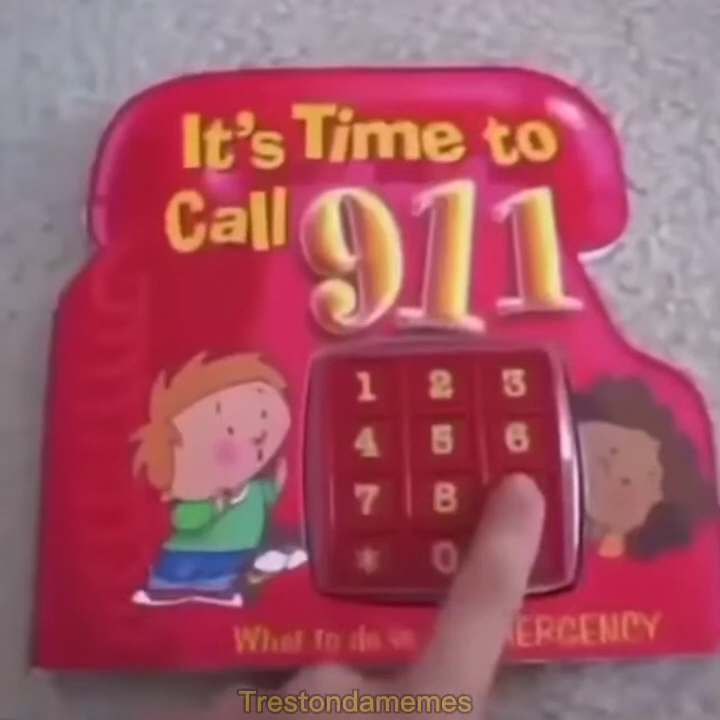 It's Time to
Call 911
1 2 3
4 5 6
7 8
* 0
What to do in ERGENCY
Trestondamemes